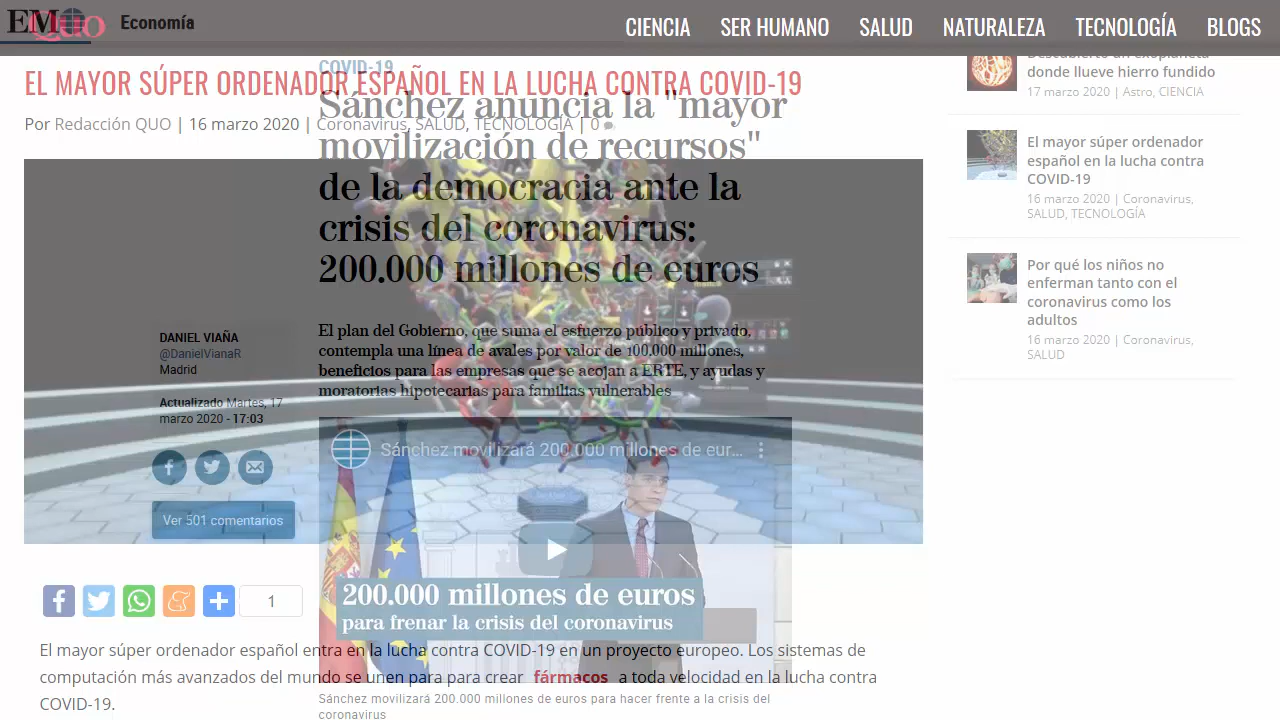 EM
Quo
Economía
CIENCIA
SER HUMANO
SALUD
NATURALEZA
TECNOLOGÍA
BLOGS
COVID-19
EL MAYOR SÚPER ORDENADOR ESPAÑOL EN LA LUCHA CONTRA COVID-19
Por Redacción QUO | 16 marzo 2020 | Coronavirus, SALUD, TECNOLOGÍA | 0
Sánchez anuncia la "mayor
movilización de recursos"
de la democracia ante la
crisis del coronavirus:
200.000 millones de euros
El plan del Gobierno, que suma el esfuerzo público y privado,
contempla una línea de avales por valor de 100.000 millones,
beneficios para las empresas que se acojan a ERTE, y ayudas y
moratorias hipotecarias para familias vulnerables
DANIEL VIAÑA
@DanielVianaR
Madrid
Actualizado Martes, 17
marzo 2020 - 17:03
Ver 501 comentarios
Sánchez movilizará 200.000 millones de eur...
200.000 millones de euros
para frenar la crisis del coronavirus
1
El mayor súper ordenador español entra en la lucha contra COVID-19 en un proyecto europeo. Los sistemas de
computación más avanzados del mundo se unen para para crear fármacos a toda velocidad en la lucha contra
COVID-19.
Sánchez movilizará 200.000 millones de euros para hacer frente a la crisis del
coronavirus
Descubierto un exoplaneta
donde llueve hierro fundido
17 marzo 2020 | Astro, CIENCIA
El mayor súper ordenador
español en la lucha contra
COVID-19
16 marzo 2020 | Coronavirus,
SALUD, TECNOLOGÍA
Por qué los niños no
enferman tanto con el
coronavirus como los
adultos
16 marzo 2020 | Coronavirus,
SALUD